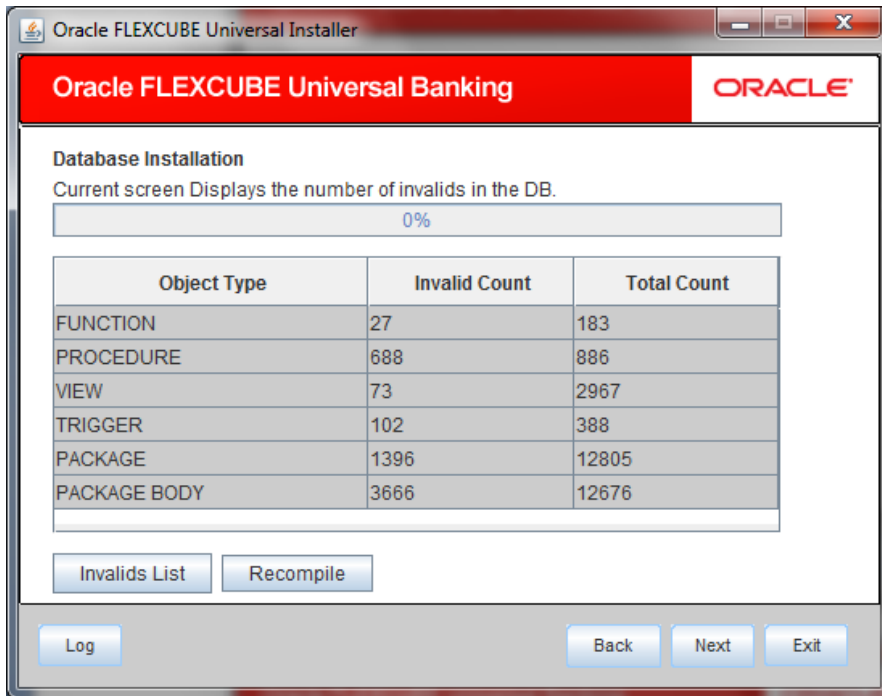 Oracle FLEXCUBE Universal Installer
Oracle FLEXCUBE Universal Banking ORACLE
Database Installation
Current screen Displays the number of invalids in the DB.
0%
Object Type Invalid Count Total Count
FUNCTION 27 183
PROCEDURE 688 886
VIEW 73 2967
TRIGGER 102 388
PACKAGE 1396 12805
PACKAGE BODY 3666 12676
Invalids List Recompile
Log Back Next Exit